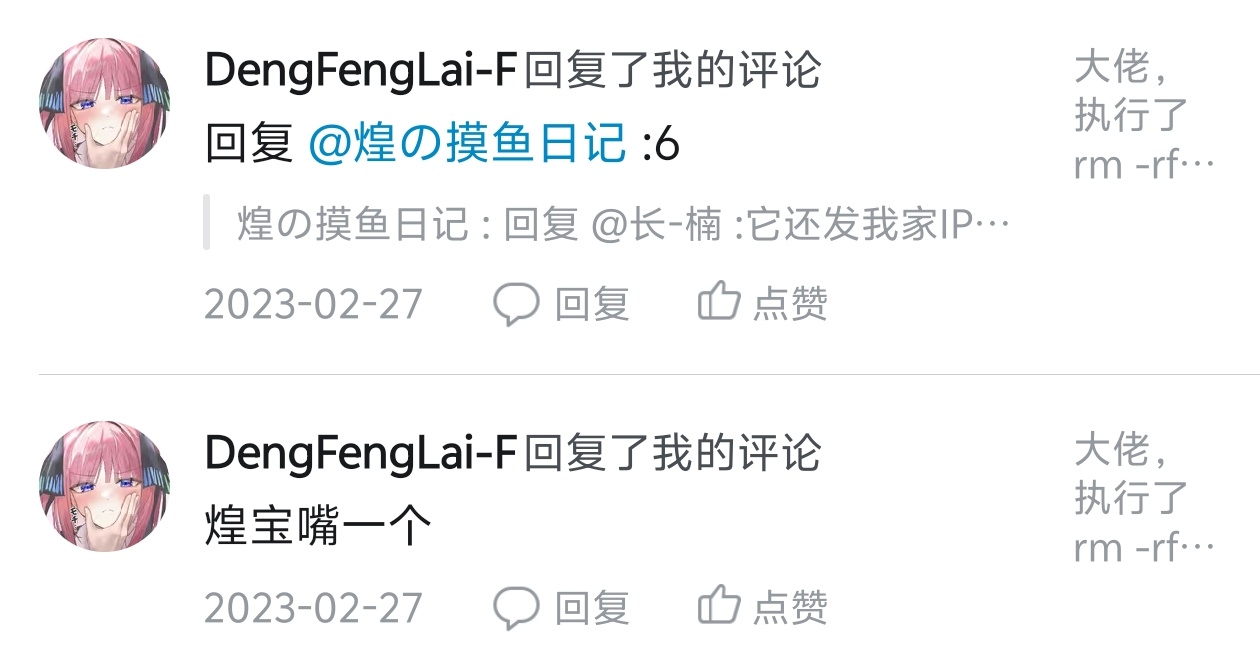 DengFengLai-F回复了我的评论
回复 @煌の摸鱼日记 :6
煌の摸鱼日记 : 回复 @长-楠 :它还发我家IP…
2023-02-27 回复 点赞
大佬，
执行了
rm -rf…
DengFengLai-F回复了我的评论
煌宝嘴一个
2023-02-27 回复 点赞
大佬，
执行了
rm -rf…